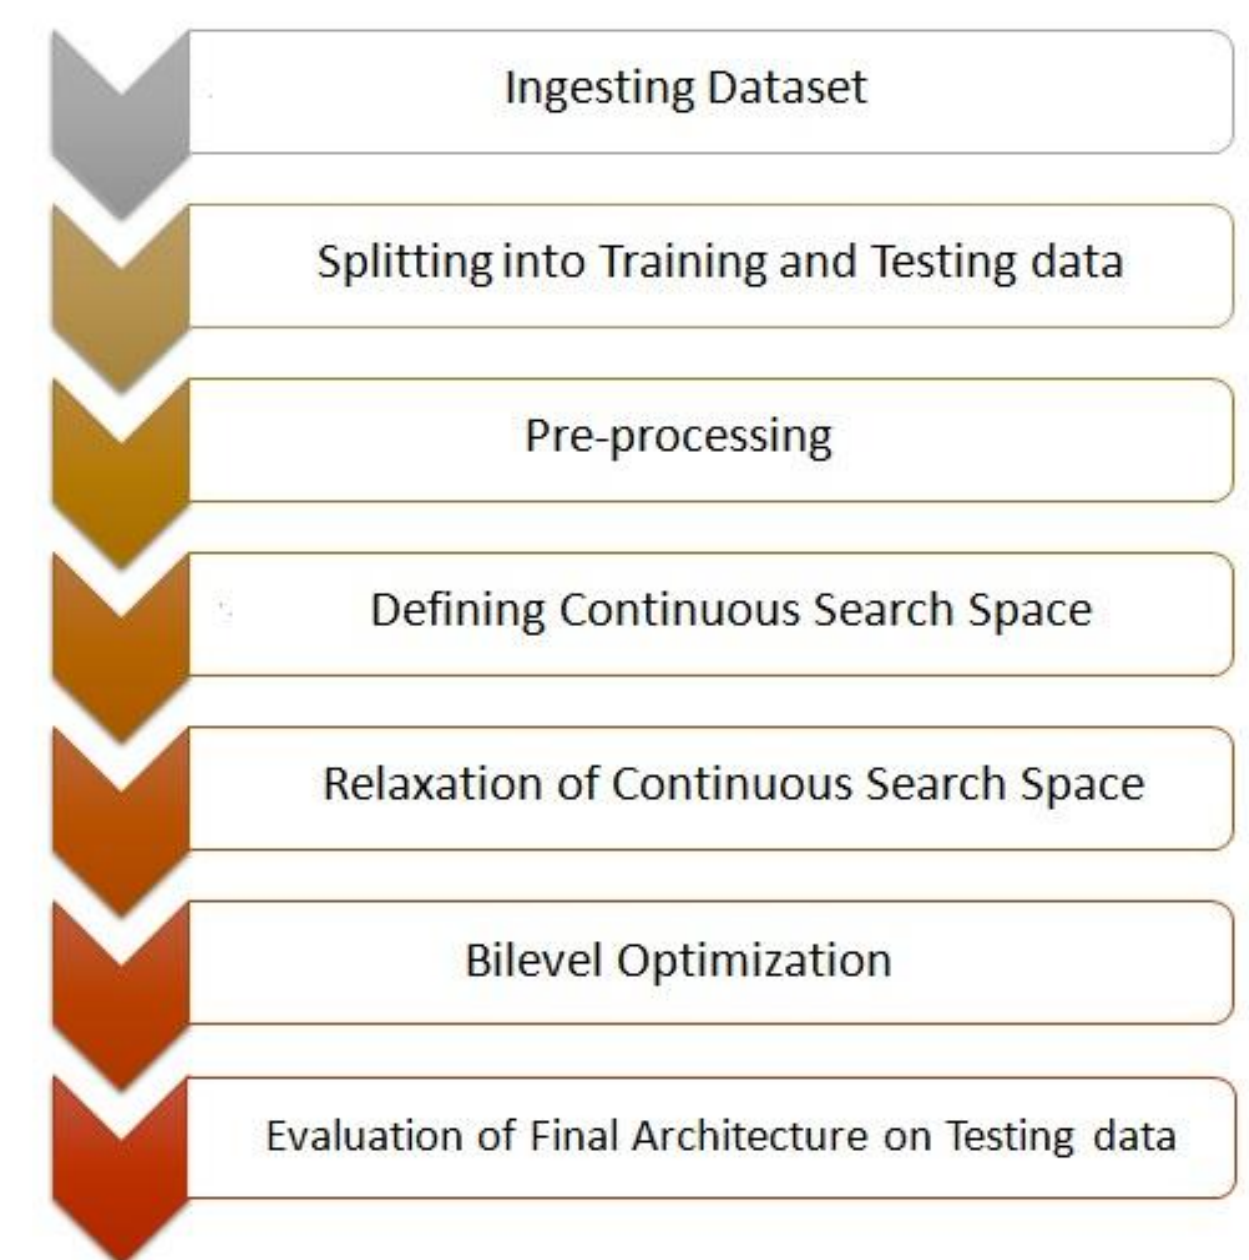 Ingesting Dataset
Splitting into Training and Testing data
Pre-processing
Defining Continuous Search Space
Relaxation of Continuous Search Space
Bilevel Optimization
Evaluation of Final Architecture on Testing data